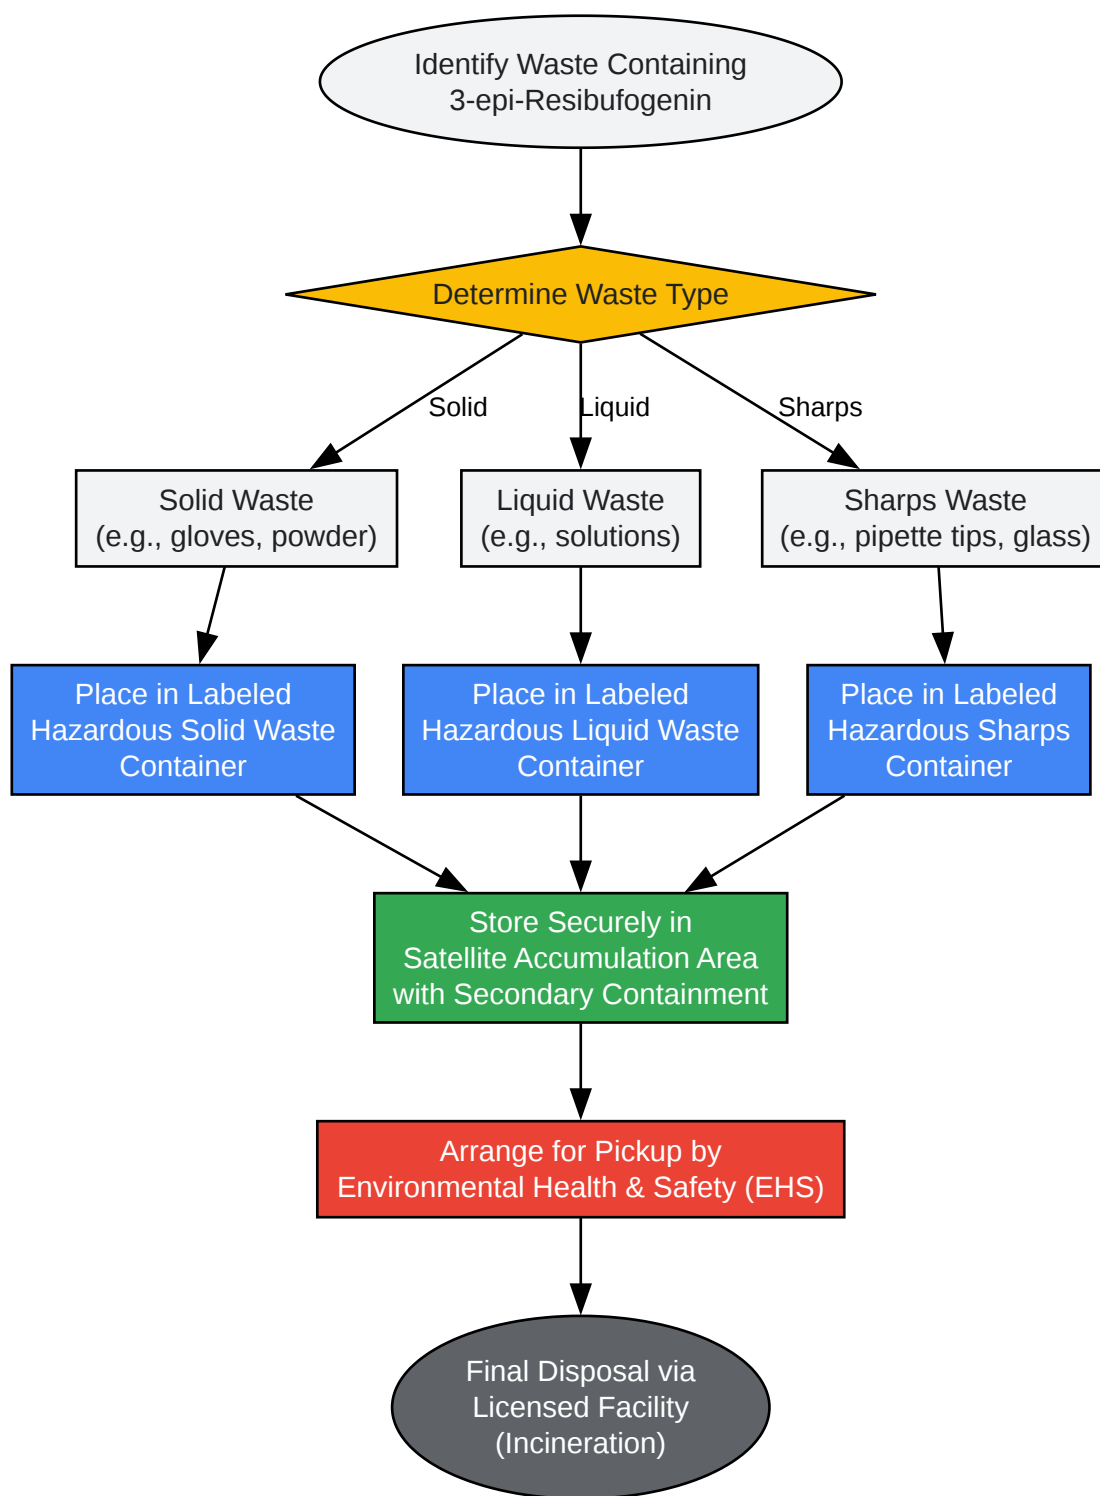 Identify Waste Containing
3-epi-Resibufogenin
Determine Waste Type
Solid
Liquid
Sharps
Solid Waste
(e.g., gloves, powder)
Liquid Waste
(e.g., solutions)
Sharps Waste
(e.g., pipette tips, glass)
Place in Labeled
Hazardous Solid Waste
Container
Place in Labeled
Hazardous Liquid Waste
Container
Place in Labeled
Hazardous Sharps
Container
Store Securely in
Satellite Accumulation Area
with Secondary Containment
Arrange for Pickup by
Environmental Health & Safety (EHS)
Final Disposal via
Licensed Facility
(Incineration)